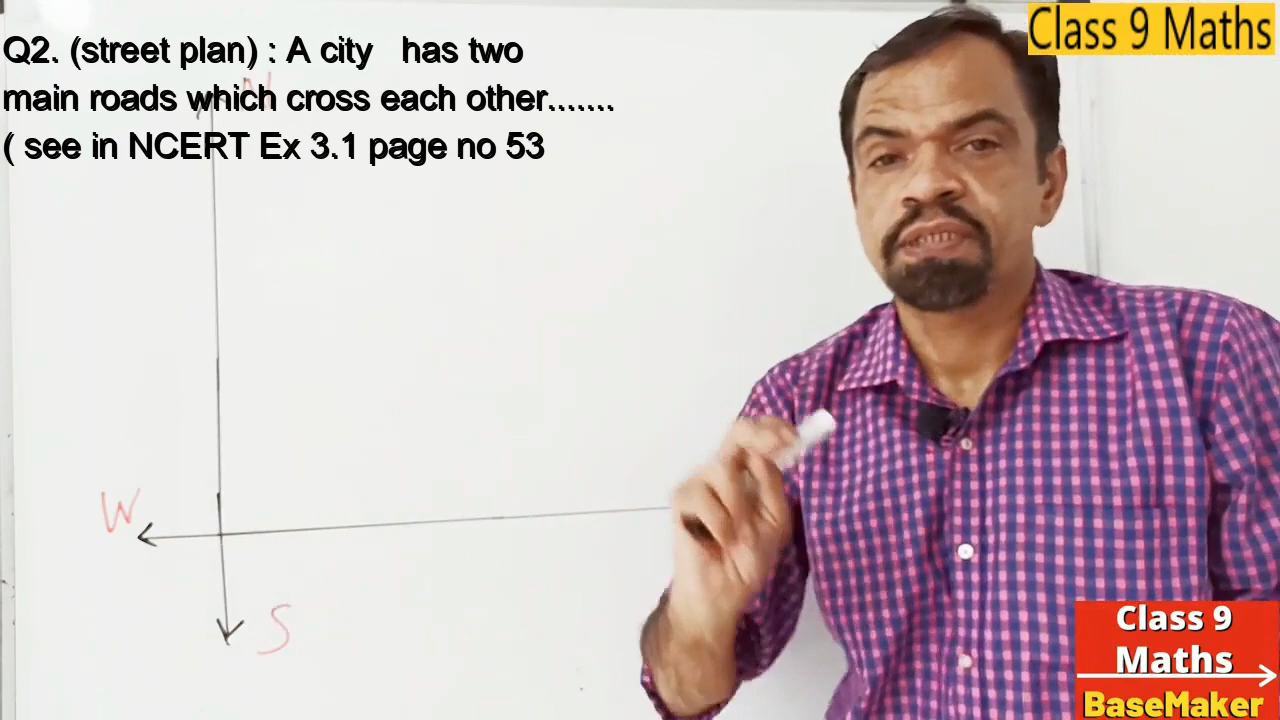 Class 9 Maths
Q2. (street plan) : A city has two
main roads which cross each other.......
( see in NCERT Ex 3.1 page no 53
N
W
S
Class 9
Maths
BaseMaker